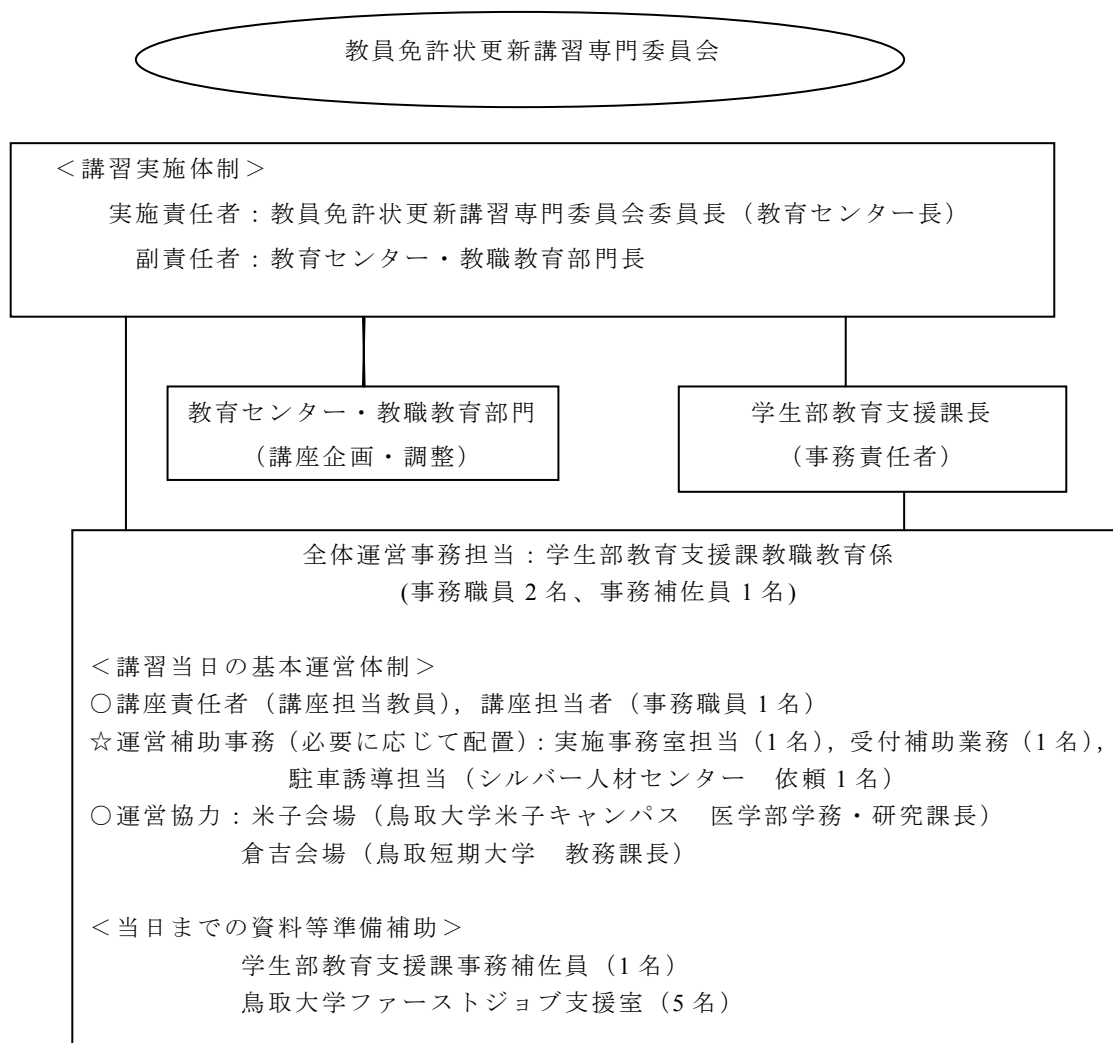 教員免許状更新講習専門委員会
＜講習実施体制＞
実施責任者：教員免許状更新講習専門委員会委員長（教育センター長）
副責任者：教育センター・教職教育部門長
教育センター・教職教育部門
（講座企画・調整）
学生部教育支援課長
（事務責任者）
全体運営事務担当：学生部教育支援課教職教育係
(事務職員 2 名、事務補佐員 1 名)
＜講習当日の基本運営体制＞
○講座責任者（講座担当教員），講座担当者（事務職員 1 名）
☆運営補助事務（必要に応じて配置）：実施事務室担当（1 名），受付補助業務（1 名），
駐車誘導担当（シルバー人材センター　依頼 1 名）
○運営協力：米子会場（鳥取大学米子キャンパス　医学部学務・研究課長）
倉吉会場（鳥取短期大学　教務課長）
＜当日までの資料等準備補助＞
学生部教育支援課事務補佐員（1 名）
鳥取大学ファーストジョブ支援室（5 名）